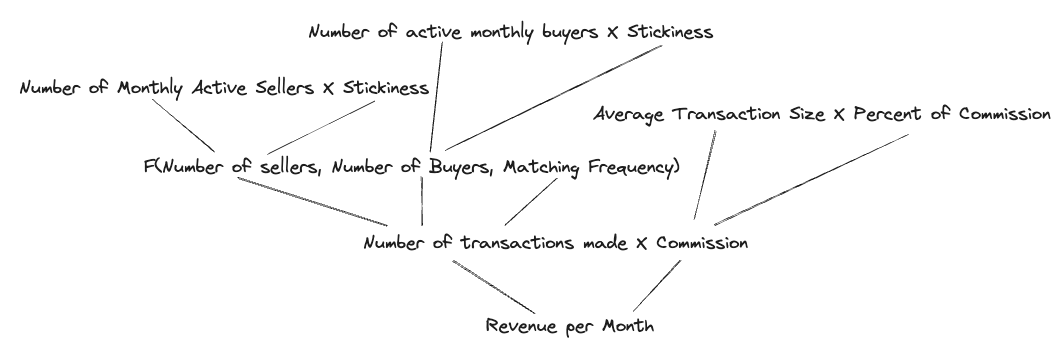 Number of active monthly buyers X Stickiness
Number of Monthly Active Sellers X Stickiness
Average Transaction Size X Percent of Commission
F(Number of sellers, Number of Buyers, Matching Frequency)
Number of transactions made X Commission
Revenue per Month